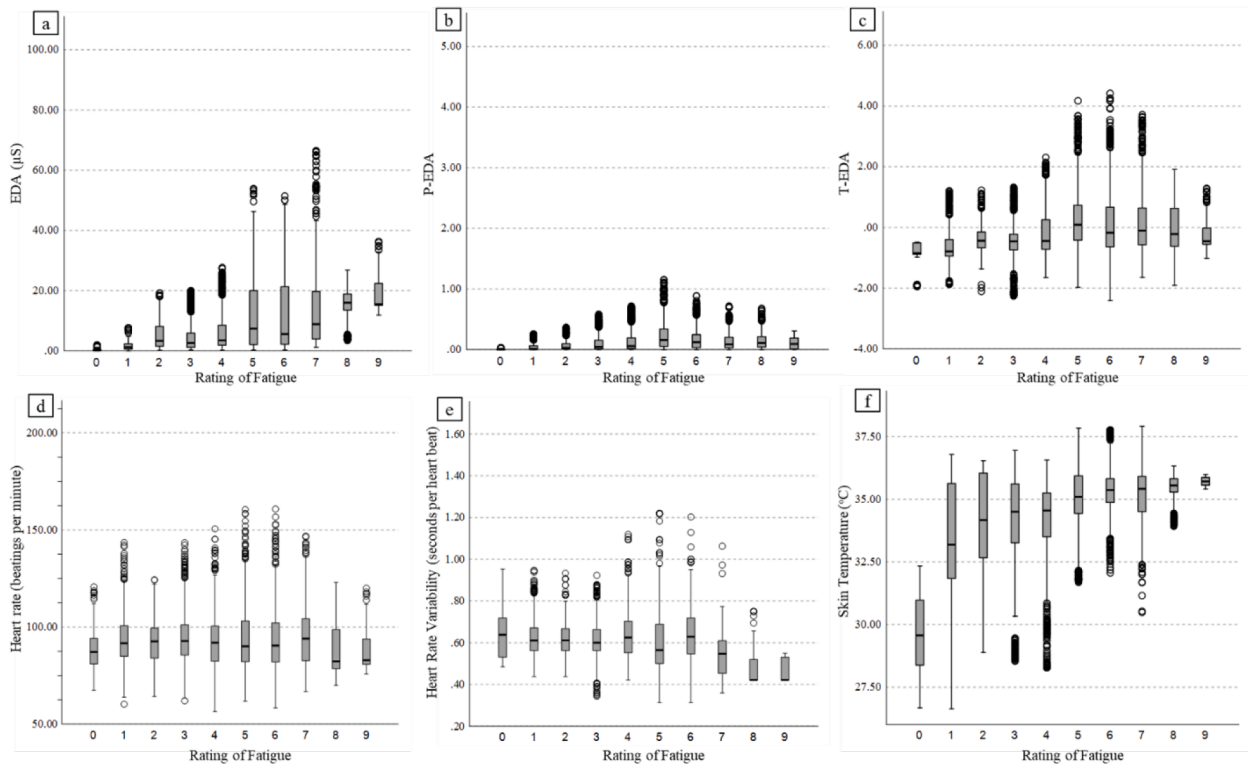 a
EDA (µS)
100.00
80.00
60.00
40.00
20.00
.00
0 1 2 3 4 5 6 7 8 9
Rating of Fatigue
b
P-EDA
5.00
4.00
3.00
2.00
1.00
.00
0 1 2 3 4 5 6 7 8 9
Rating of Fatigue
c
T-EDA
6.00
4.00
2.00
.00
-2.00
-4.00
0 1 2 3 4 5 6 7 8 9
Rating of Fatigue
d
Heart rate (beatings per minute)
200.00
150.00
100.00
50.00
0 1 2 3 4 5 6 7 8 9
Rating of Fatigue
e
Heart Rate Variability (seconds per heart beat)
1.60
1.40
1.20
1.00
.80
.60
.40
.20
0 1 2 3 4 5 6 7 8 9
Rating of Fatigue
f
Skin Temperature (°C)
37.50
35.00
32.50
30.00
27.50
0 1 2 3 4 5 6 7 8 9
Rating of Fatigue